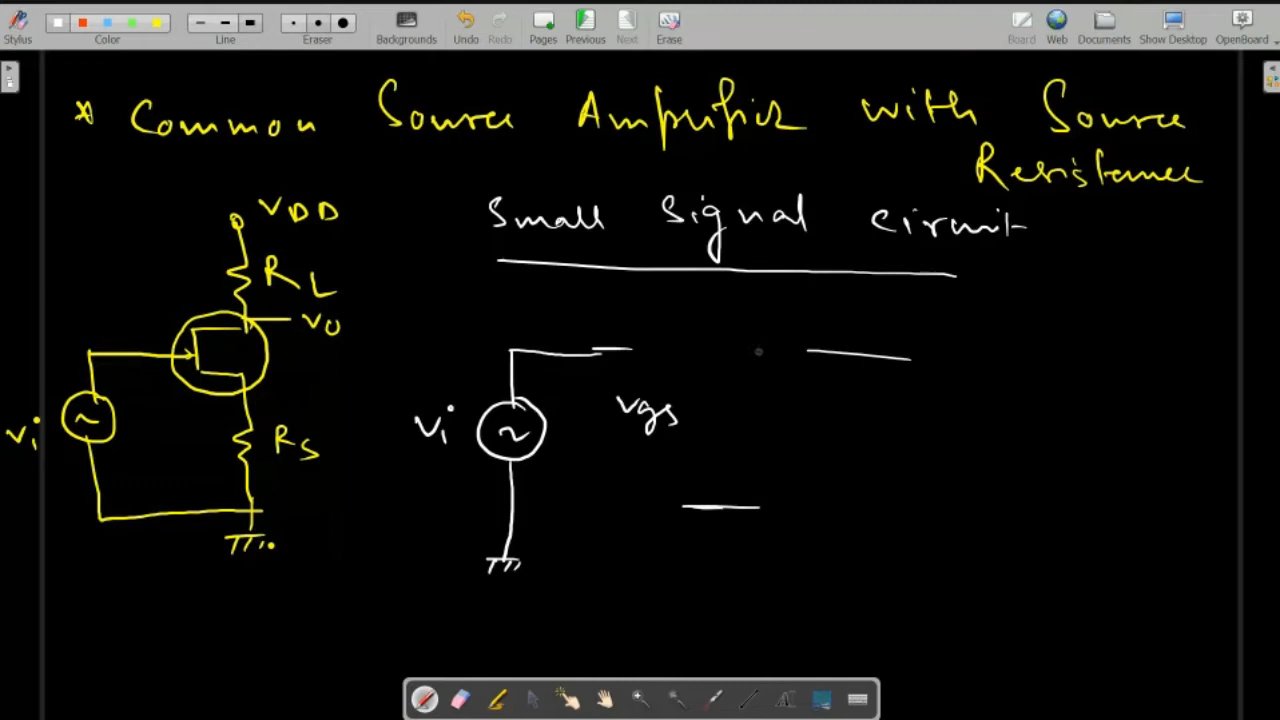 Stylus Color Line Eraser Backgrounds Undo Redo Pages Previous Next Erase Board Web Documents Show Desktop OpenBoard
* Common Source Amplifier with Source
Resistance
VDD
RL
vo
vi
RS
Small Signal Circuit
vi
vgs